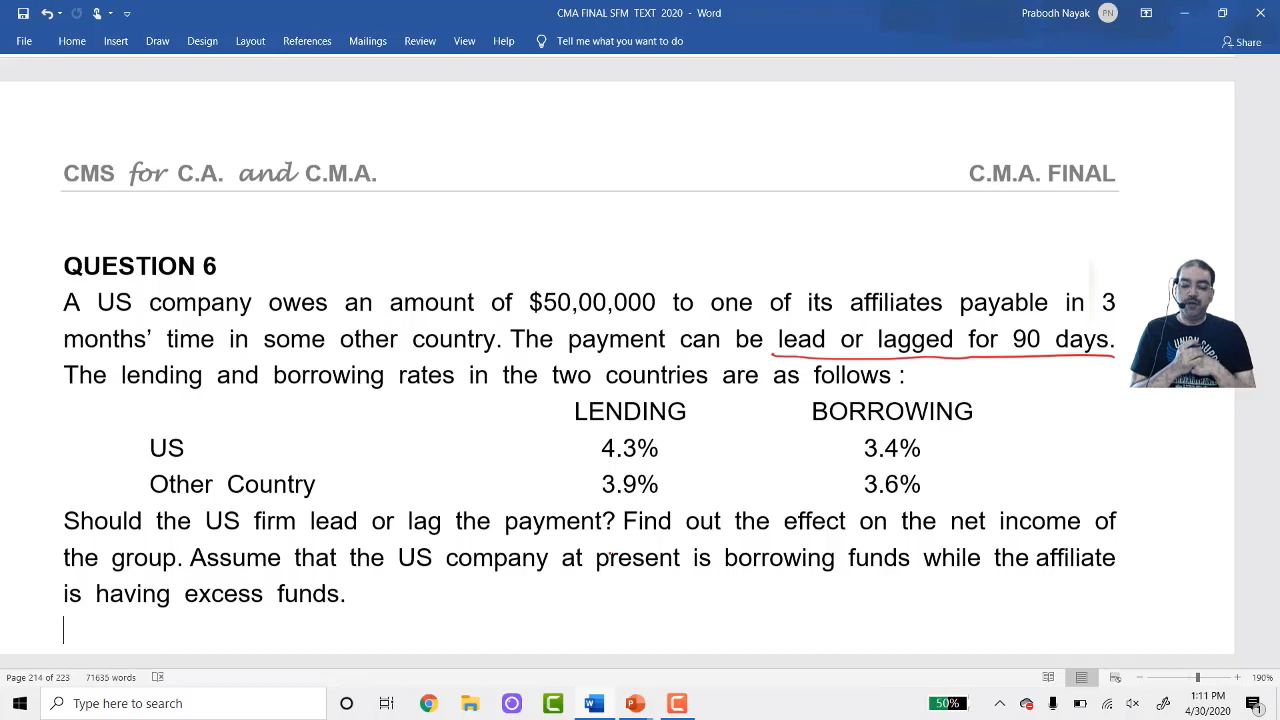 CMA FINAL SFM TEXT 2020 - Word
Prabodh Nayak PN
File Home Insert Draw Design Layout References Mailings Review View Help Tell me what you want to do Share
CMS for C.A. and C.M.A. C.M.A. FINAL
QUESTION 6
A US company owes an amount of $50,00,000 to one of its affiliates payable in 3
months' time in some other country. The payment can be lead or lagged for 90 days.
The lending and borrowing rates in the two countries are as follows :
LENDING BORROWING
US 4.3% 3.4%
Other Country 3.9% 3.6%
Should the US firm lead or lag the payment? Find out the effect on the net income of
the group. Assume that the US company at present is borrowing funds while the affiliate
is having excess funds.
Page 214 of 223 71635 words 190%
Type here to search 50% 1:11 PM
4/30/2020